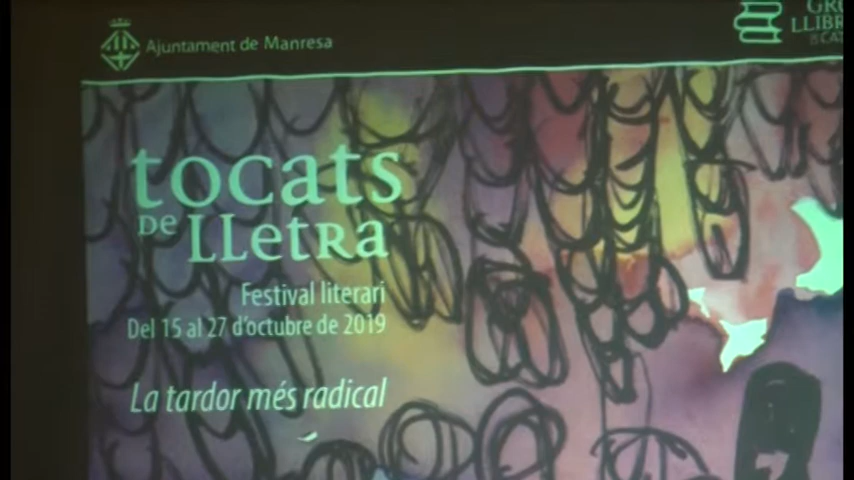 Ajuntament de Manresa
LLIBR
tocats
DE LLetRa
Festival literari
Del 15 al 27 d'octubre de 2019
La tardor més radical